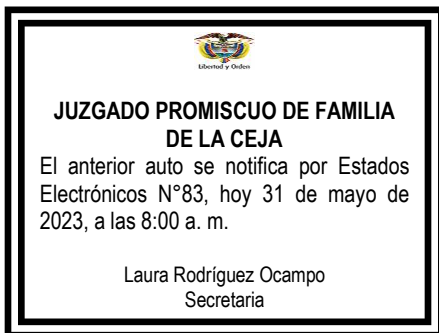 Libertad y Orden
JUZGADO PROMISCUO DE FAMILIA
DE LA CEJA
El anterior auto se notifica por Estados
Electrónicos N°83, hoy 31 de mayo de
2023, a las 8:00 a. m.
Laura Rodríguez Ocampo
Secretaria